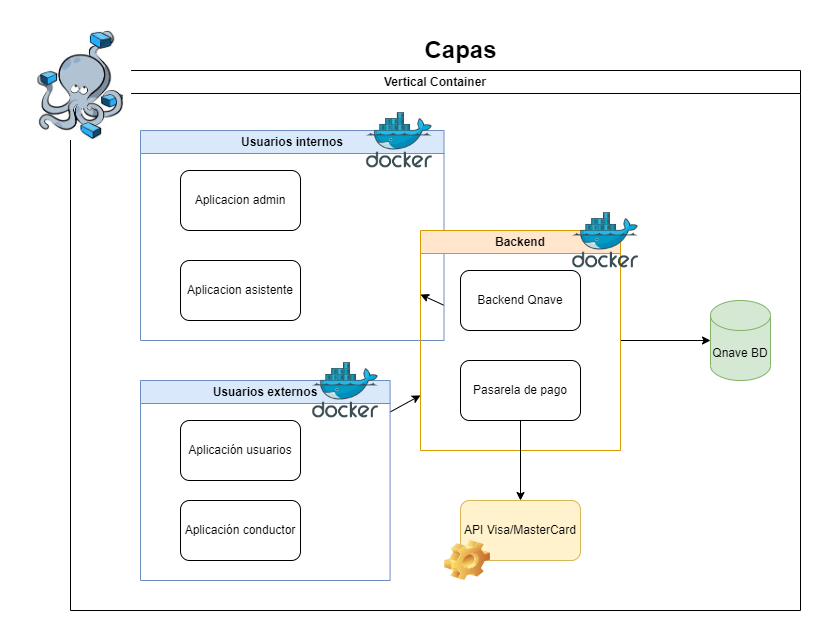 Capas
Vertical Container
Usuarios internos
docker
Aplicacion admin
Aplicacion asistente
Backend
docker
Backend Qnave
Pasarela de pago
Qnave BD
Usuarios externos
docker
Aplicación usuarios
Aplicación conductor
API Visa/MasterCard